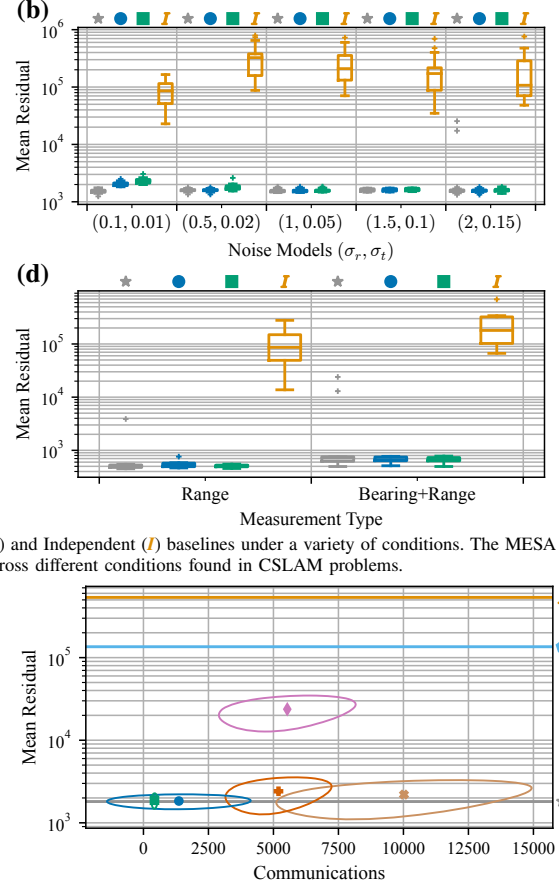 (b)
I
10^6
10^5
10^4
10^3
Mean Residual
(0.1, 0.01) (0.5, 0.02) (1, 0.05) (1.5, 0.1) (2, 0.15)
Noise Models (σ_r, σ_t)
(d)
I I
10^5
10^4
10^3
Mean Residual
Range Bearing+Range
Measurement Type
) and Independent (I) baselines under a variety of conditions. The MESA
ross different conditions found in CSLAM problems.
10^5
10^4
10^3
Mean Residual
0 2500 5000 7500 10000 12500 15000
Communications